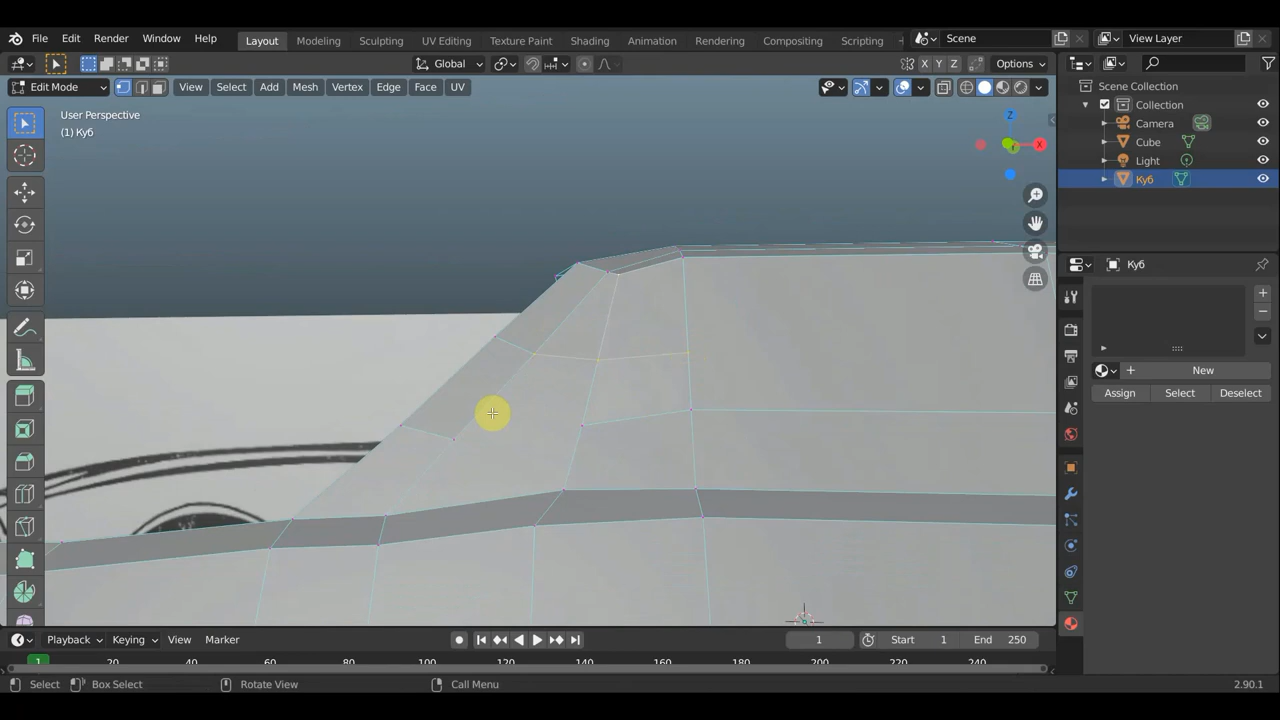 File Edit Render Window Help Layout Modeling Sculpting UV Editing Texture Paint Shading Animation Rendering Compositing Scripting + Scene View Layer
Global X Y Z Options
Edit Mode View Select Add Mesh Vertex Edge Face UV
Scene Collection
User Perspective
(1) Куб
Collection
Camera
Cube
Light
Куб
Z
X
Y
Куб
New
Assign Select Deselect
Playback Keying View Marker 1 Start 1 End 250
1 20 40 60 80 100 120 140 160 180 200 220 240
Select Box Select Rotate View Call Menu 2.90.1